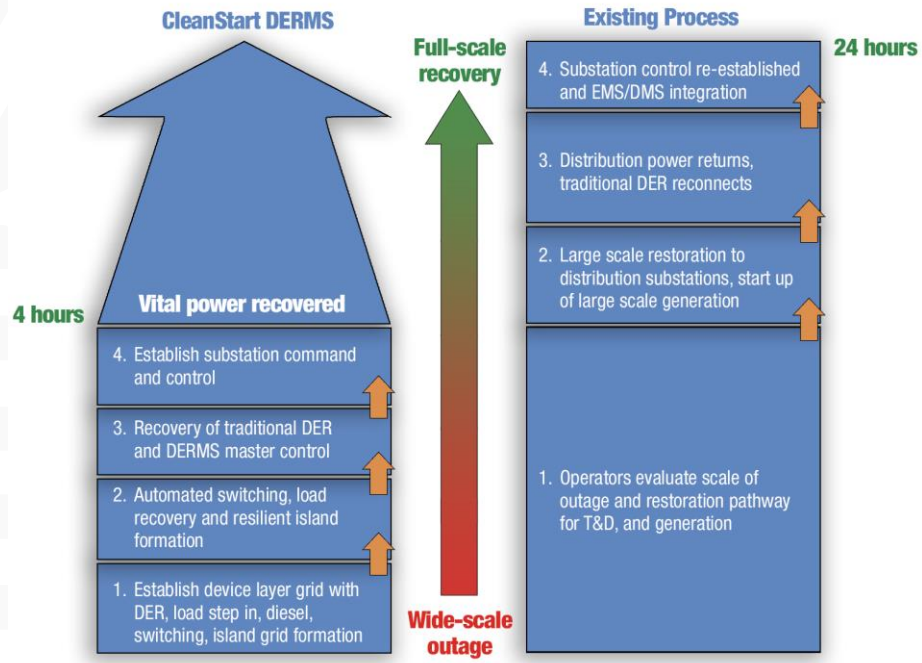 CleanStart DERMS
Vital power recovered
4 hours
4. Establish substation command
and control
3. Recovery of traditional DER
and DERMS master control
2. Automated switching, load
recovery and resilient island
formation
1. Establish device layer grid with
DER, load step in, diesel,
switching, island grid formation
Full-scale
recovery
Wide-scale
outage
Existing Process
24 hours
4. Substation control re-established
and EMS/DMS integration
3. Distribution power returns,
traditional DER reconnects
2. Large scale restoration to
distribution substations, start up
of large scale generation
1. Operators evaluate scale of
outage and restoration pathway
for T&D, and generation